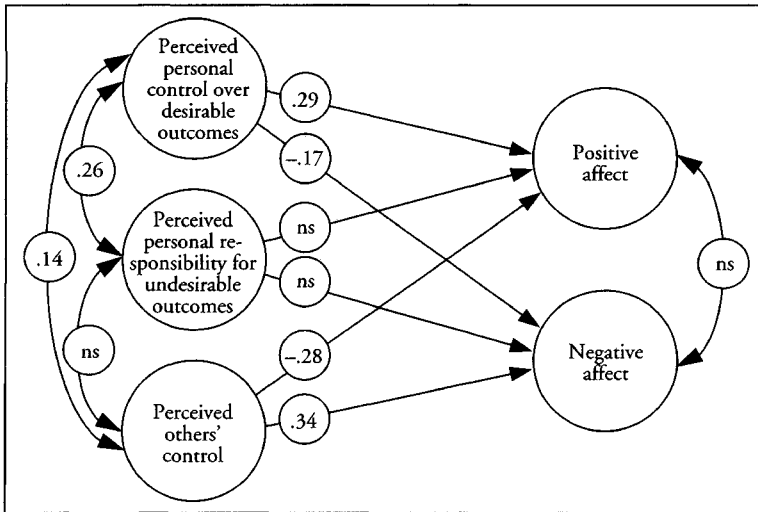 Perceived
personal
control over
desirable
outcomes
.29
–.17
Positive
affect
.26
Perceived
personal re-
sponsibility for
undesirable
outcomes
ns
ns
.14
ns
ns
Perceived
others'
control
–.28
.34
Negative
affect